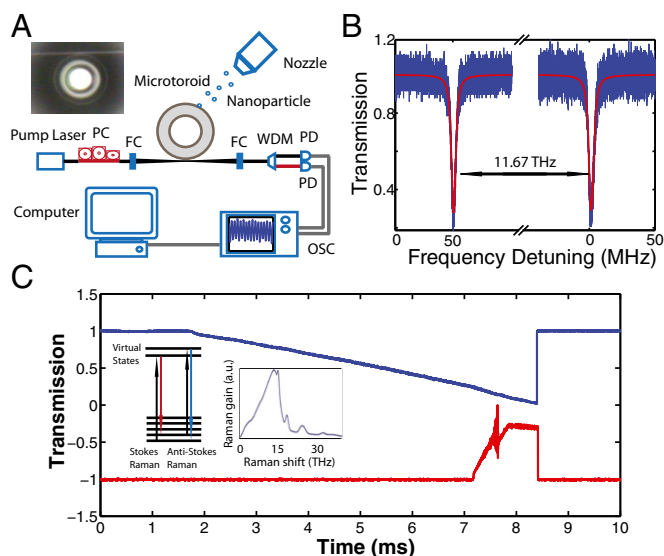 A
Nozzle
Microtoroid
Nanoparticle
Pump Laser
PC
FC
FC
WDM
PD
PD
Computer
OSC
B
1.2
0.8
0.4
Transmission
11.67 THz
0
50
0
50
Frequency Detuning (MHz)
C
1.5
1
0.5
0
−0.5
−1
−1.5
Transmission
Virtual
States
Stokes
Raman
Anti-Stokes
Raman
Raman gain (a.u.)
0
15
30
Raman shift (THz)
0
1
2
3
4
5
6
7
8
9
10
Time (ms)